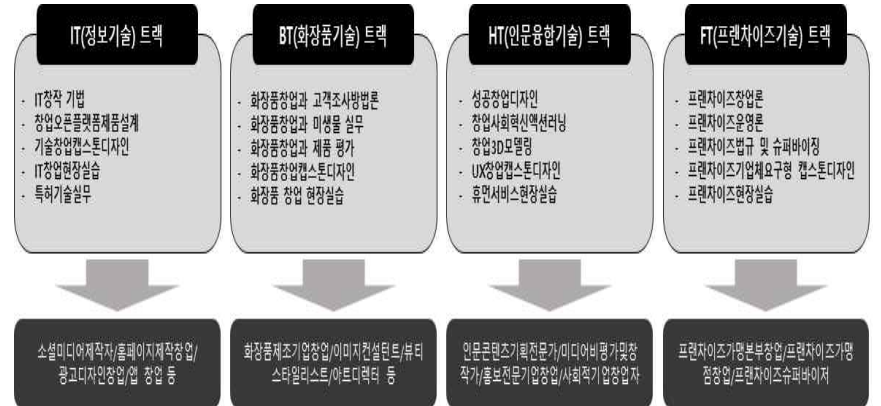 IT(정보기술) 트랙
- IT창작 기법
- 창업오픈플랫폼제품설계
- 기술창업캡스톤디자인
- IT창업현장실습
- 특허기술실무
소셜미디어제작자/홈페이지제작창업/
광고디자인창업/앱 창업 등
BT(화장품기술) 트랙
- 화장품창업과 고객조사방법론
- 화장품창업과 미생물 실무
- 화장품창업과 제품 평가
- 화장품창업캡스톤디자인
- 화장품 창업 현장실습
화장품제조기업창업/이미지컨설턴트/뷰티
스타일리스트/아트디렉터 등
HT(인문융합기술) 트랙
- 성공창업디자인
- 창업사회혁신액션러닝
- 창업3D모델링
- UX창업캡스톤디자인
- 휴먼서비스현장실습
인문콘텐츠기획전문가/미디어비평가및창
작가/홍보전문기업창업/사회적기업창업자
FT(프랜차이즈기술) 트랙
- 프랜차이즈창업론
- 프랜차이즈운영론
- 프랜차이즈법규 및 슈퍼바이징
- 프랜차이즈기업체요구형 캡스톤디자인
- 프랜차이즈현장실습
프랜차이즈가맹본부창업/프랜차이즈가맹
점창업/프랜차이즈슈퍼바이저